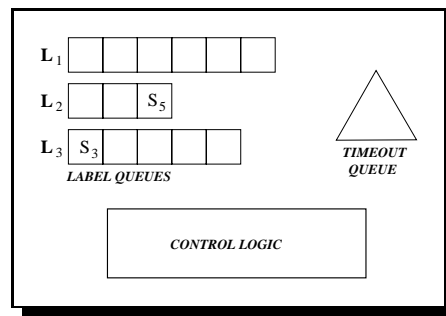 L1
L2 S5
L3 S3
LABEL QUEUES
TIMEOUT
QUEUE
CONTROL LOGIC